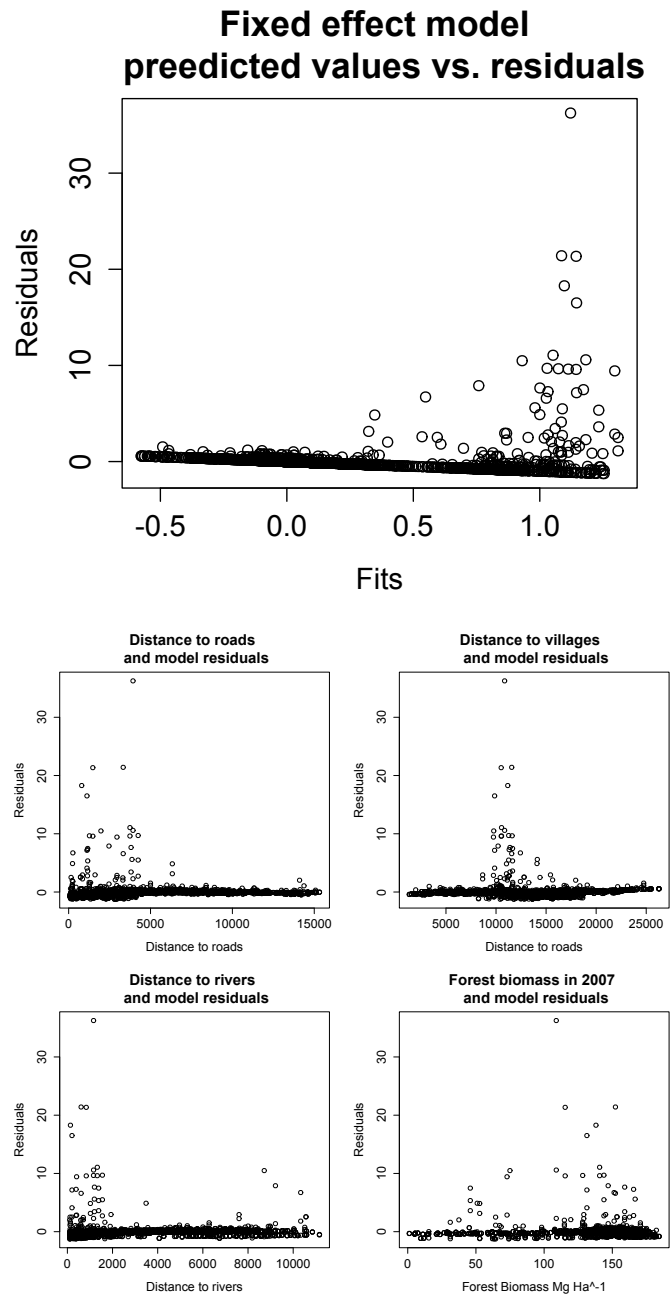 Fixed effect model
preedicted values vs. residuals
30
20
10
0
Residuals
-0.5 0.0 0.5 1.0
Fits
Distance to roads
and model residuals
30
20
10
0
Residuals
0 5000 10000 15000
Distance to roads
Distance to villages
and model residuals
30
20
10
0
Residuals
5000 10000 15000 20000 25000
Distance to roads
Distance to rivers
and model residuals
30
20
10
0
Residuals
0 2000 4000 6000 8000 10000
Distance to rivers
Forest biomass in 2007
and model residuals
30
20
10
0
Residuals
0 50 100 150
Forest Biomass Mg Ha^-1